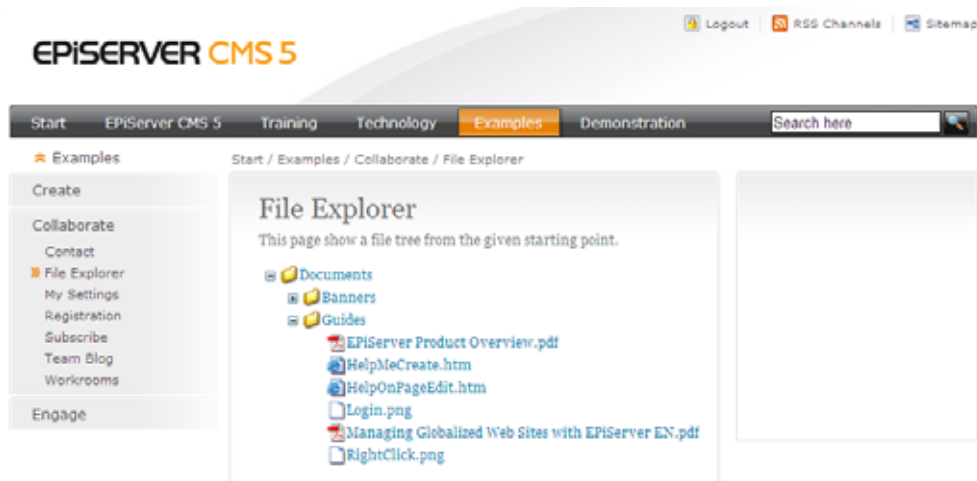 Logout RSS Channels Sitemap
EPiSERVER CMS 5
Start EPiServer CMS 5 Training Technology Examples Demonstration Search here
Examples
Start / Examples / Collaborate / File Explorer
Create
Collaborate
Contact
File Explorer
My Settings
Registration
Subscribe
Team Blog
Workrooms
Engage
File Explorer
This page show a file tree from the given starting point.
Documents
Banners
Guides
EPiServer Product Overview.pdf
HelpMeCreate.htm
HelpOnPageEdit.htm
Login.png
Managing Globalized Web Sites with EPiServer EN.pdf
RightClick.png